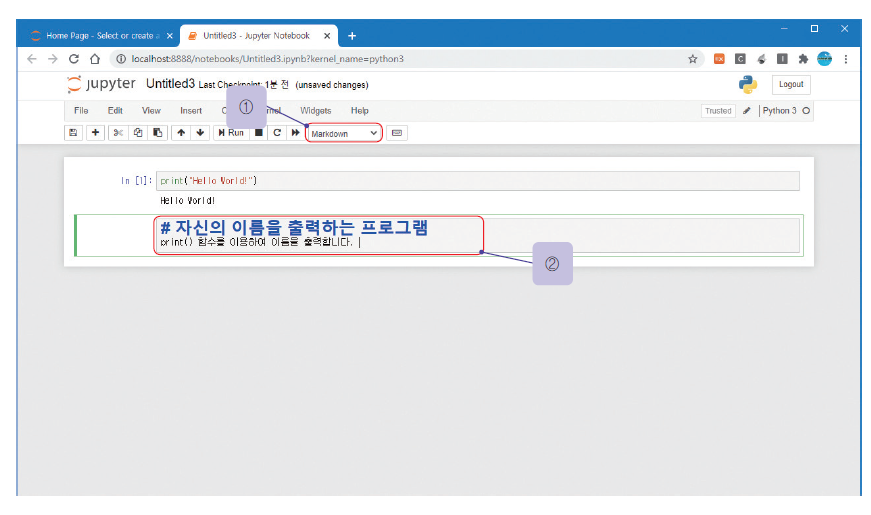 Home Page - Select or create a
Untitled3 - Jupyter Notebook
localhost:8888/notebooks/Untitled3.ipynb?kernel_name=python3
jupyter Untitled3 Last Checkpoint: 1분 전 (unsaved changes)
Logout
File Edit View Insert C nel Widgets Help
Trusted Python 3
①
Run Markdown
In [1]: print("Hello World!")
Hello World!
# 자신의 이름을 출력하는 프로그램
print() 함수를 이용하여 이름을 출력합니다.
②